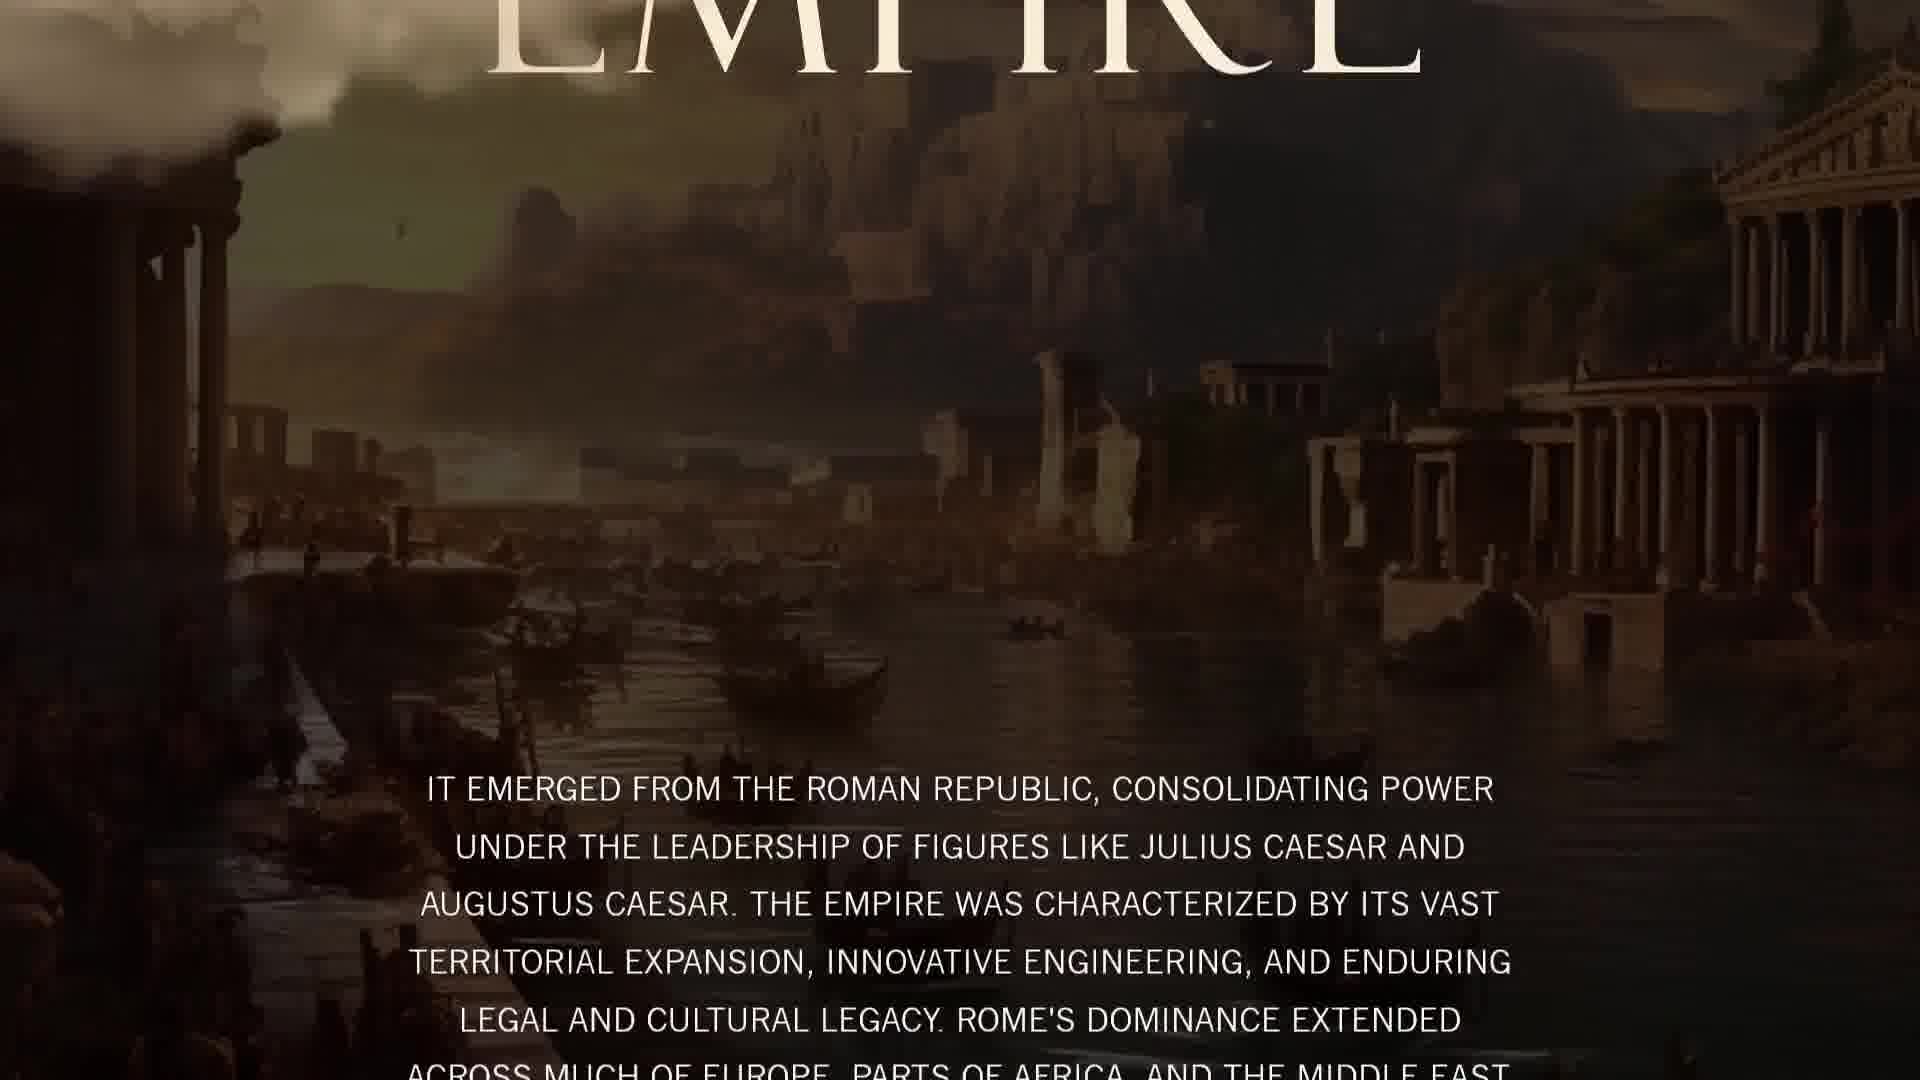 EMPIRE
IT EMERGED FROM THE ROMAN REPUBLIC, CONSOLIDATING POWER
UNDER THE LEADERSHIP OF FIGURES LIKE JULIUS CAESAR AND
AUGUSTUS CAESAR. THE EMPIRE WAS CHARACTERIZED BY ITS VAST
TERRITORIAL EXPANSION, INNOVATIVE ENGINEERING, AND ENDURING
LEGAL AND CULTURAL LEGACY. ROME'S DOMINANCE EXTENDED
ACROSS MUCH OF EUROPE, PARTS OF AFRICA, AND THE MIDDLE EAST